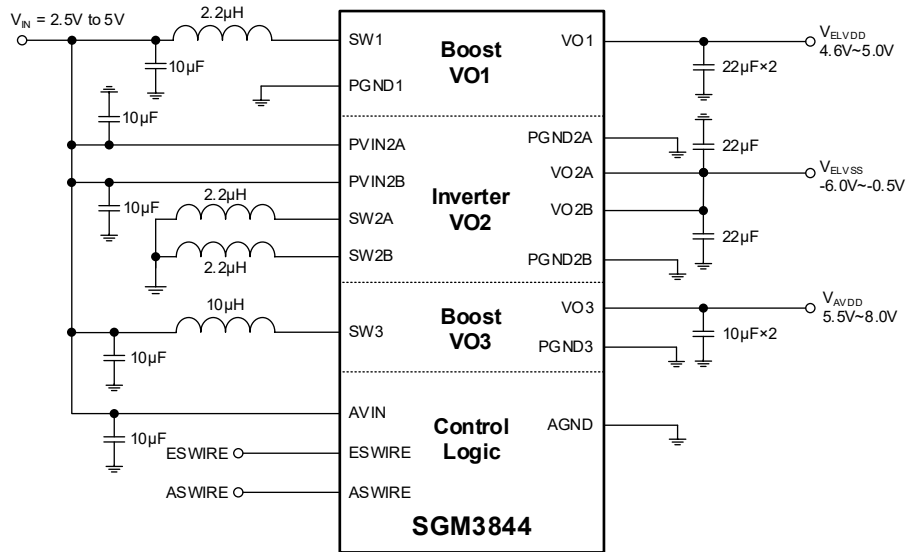 V_IN = 2.5V to 5V
2.2µH
10µF
SW1
PGND1
Boost
VO1
VO1
22µF×2
V_ELVDD
4.6V~5.0V
10µF
PVIN2A
PVIN2B
10µF
2.2µH
SW2A
SW2B
2.2µH
Inverter
VO2
PGND2A
VO2A
VO2B
PGND2B
22µF
22µF
V_ELVSS
-6.0V~-0.5V
10µH
SW3
10µF
Boost
VO3
VO3
PGND3
10µF×2
V_AVDD
5.5V~8.0V
AVIN
10µF
ESWIRE
ESWIRE
ASWIRE
ASWIRE
Control
Logic
AGND
SGM3844